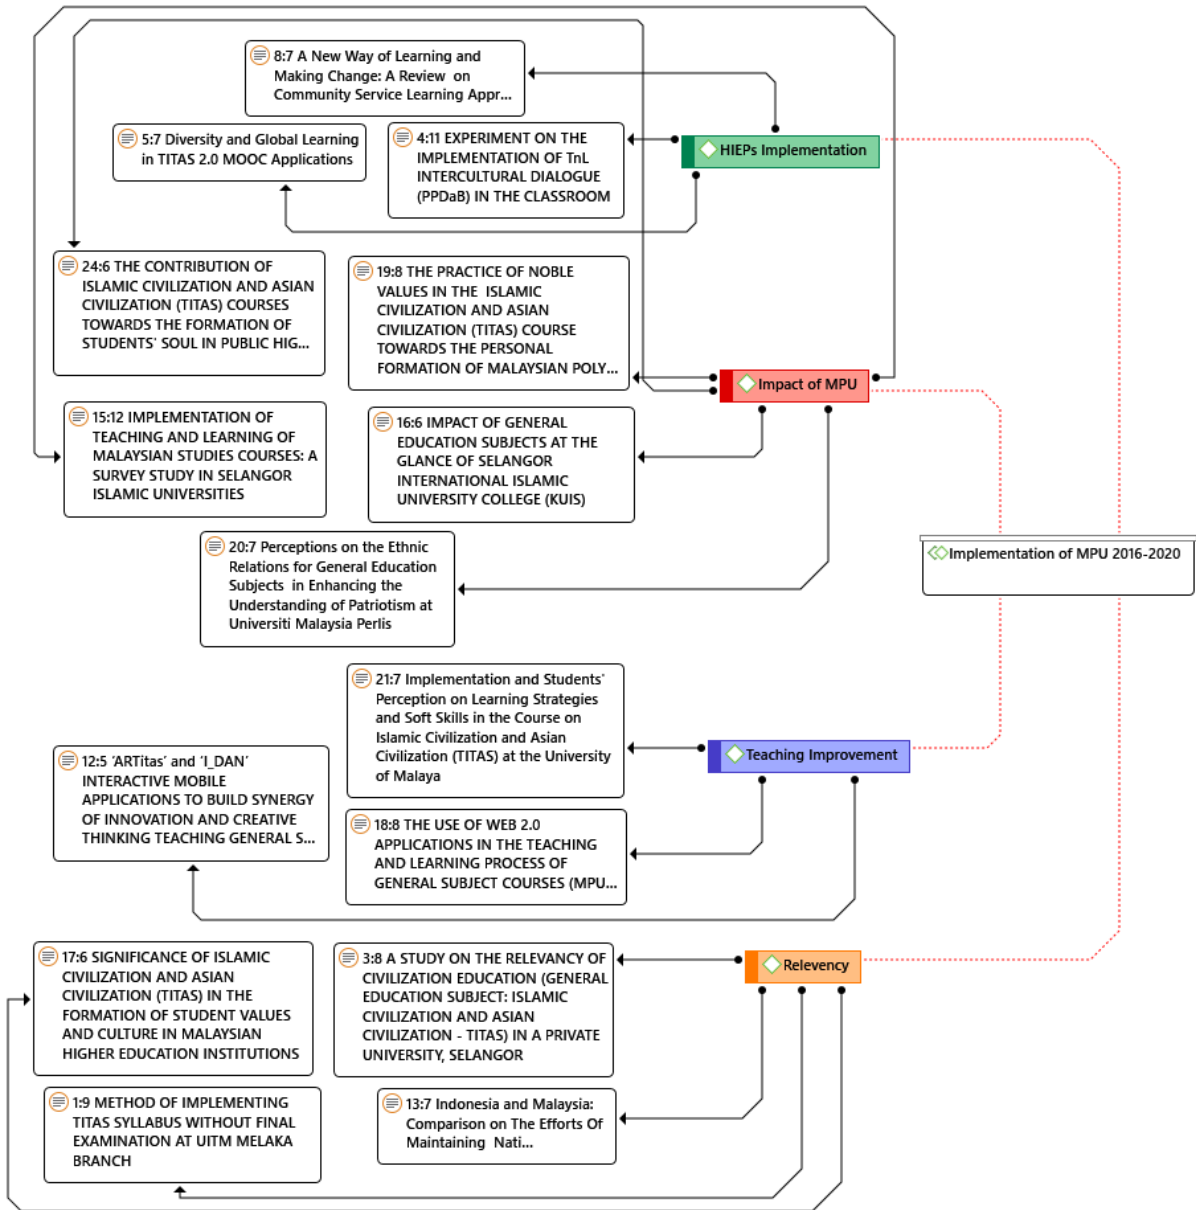 8:7 A New Way of Learning and
Making Change: A Review on
Community Service Learning Appr...
5:7 Diversity and Global Learning
in TITAS 2.0 MOOC Applications
4:11 EXPERIMENT ON THE
IMPLEMENTATION OF TnL
INTERCULTURAL DIALOGUE
(PPDaB) IN THE CLASSROOM
HIEPs Implementation
24:6 THE CONTRIBUTION OF
ISLAMIC CIVILIZATION AND ASIAN
CIVILIZATION (TITAS) COURSES
TOWARDS THE FORMATION OF
STUDENTS' SOUL IN PUBLIC HIG...
19:8 THE PRACTICE OF NOBLE
VALUES IN THE ISLAMIC
CIVILIZATION AND ASIAN
CIVILIZATION (TITAS) COURSE
TOWARDS THE PERSONAL
FORMATION OF MALAYSIAN POLY...
Impact of MPU
15:12 IMPLEMENTATION OF
TEACHING AND LEARNING OF
MALAYSIAN STUDIES COURSES: A
SURVEY STUDY IN SELANGOR
ISLAMIC UNIVERSITIES
16:6 IMPACT OF GENERAL
EDUCATION SUBJECTS AT THE
GLANCE OF SELANGOR
INTERNATIONAL ISLAMIC
UNIVERSITY COLLEGE (KUIS)
20:7 Perceptions on the Ethnic
Relations for General Education
Subjects in Enhancing the
Understanding of Patriotism at
Universiti Malaysia Perlis
Implementation of MPU 2016-2020
21:7 Implementation and Students'
Perception on Learning Strategies
and Soft Skills in the Course on
Islamic Civilization and Asian
Civilization (TITAS) at the University
of Malaya
Teaching Improvement
12:5 'ARTitas' and 'I_DAN'
INTERACTIVE MOBILE
APPLICATIONS TO BUILD SYNERGY
OF INNOVATION AND CREATIVE
THINKING TEACHING GENERAL S...
18:8 THE USE OF WEB 2.0
APPLICATIONS IN THE TEACHING
AND LEARNING PROCESS OF
GENERAL SUBJECT COURSES (MPU...
17:6 SIGNIFICANCE OF ISLAMIC
CIVILIZATION AND ASIAN
CIVILIZATION (TITAS) IN THE
FORMATION OF STUDENT VALUES
AND CULTURE IN MALAYSIAN
HIGHER EDUCATION INSTITUTIONS
3:8 A STUDY ON THE RELEVANCY OF
CIVILIZATION EDUCATION (GENERAL
EDUCATION SUBJECT: ISLAMIC
CIVILIZATION AND ASIAN
CIVILIZATION - TITAS) IN A PRIVATE
UNIVERSITY, SELANGOR
Relevency
1:9 METHOD OF IMPLEMENTING
TITAS SYLLABUS WITHOUT FINAL
EXAMINATION AT UITM MELAKA
BRANCH
13:7 Indonesia and Malaysia:
Comparison on The Efforts Of
Maintaining Nati...